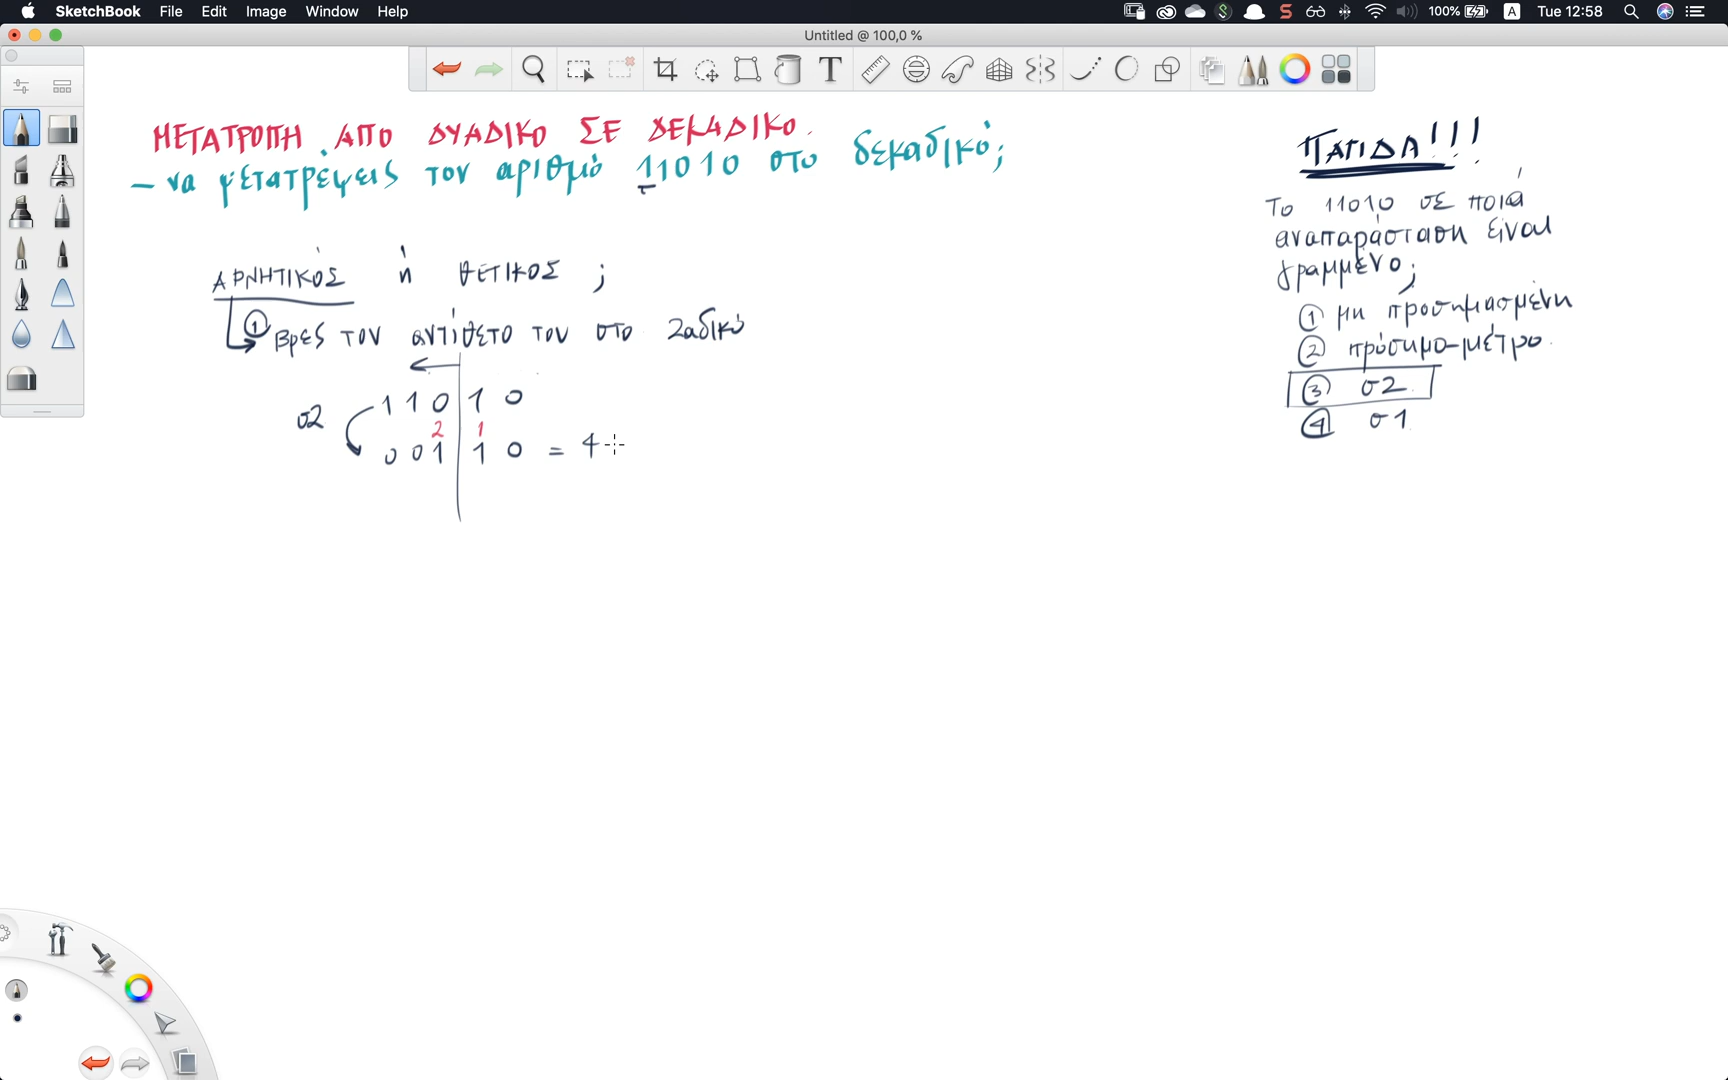 SketchBook File Edit Image Window Help
100% A Tue 12:58
Untitled @ 100,0 %
ΜΕΤΑΤΡΟΠΗ ΑΠΟ ΔΥΑΔΙΚΟ ΣΕ ΔΕΚΑΔΙΚΟ.
- να μετατρέψεις τον αριθμό 11010 στο δεκαδικό;
ΑΡΝΗΤΙΚΌΣ ή ΘΕΤΙΚΟΣ ;
① βρες τον αντίθετο του στο 2αδικό
σ2 1 1 0 1 0
2 1
0 0 1 1 0 = 4
ΠΑΓΙΔΑ!!!
Το 11010 σε ποιά
αναπαράσταση είναι
γραμμένο;
① μη προσημασμένη
② πρόσημο-μέτρο.
③ σ2
④ σ1